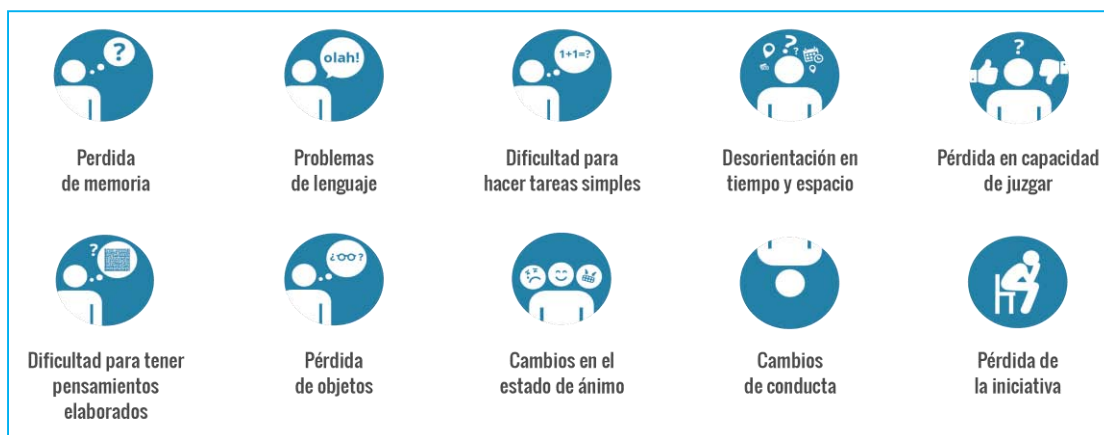 ?
olah!
1+1=?
? ?
?
Perdida
de memoria
Problemas
de lenguaje
Dificultad para
hacer tareas simples
Desorientación en
tiempo y espacio
Pérdida en capacidad
de juzgar
?
¿ ?
Dificultad para tener
pensamientos
elaborados
Pérdida
de objetos
Cambios en el
estado de ánimo
Cambios
de conducta
Pérdida de
la iniciativa